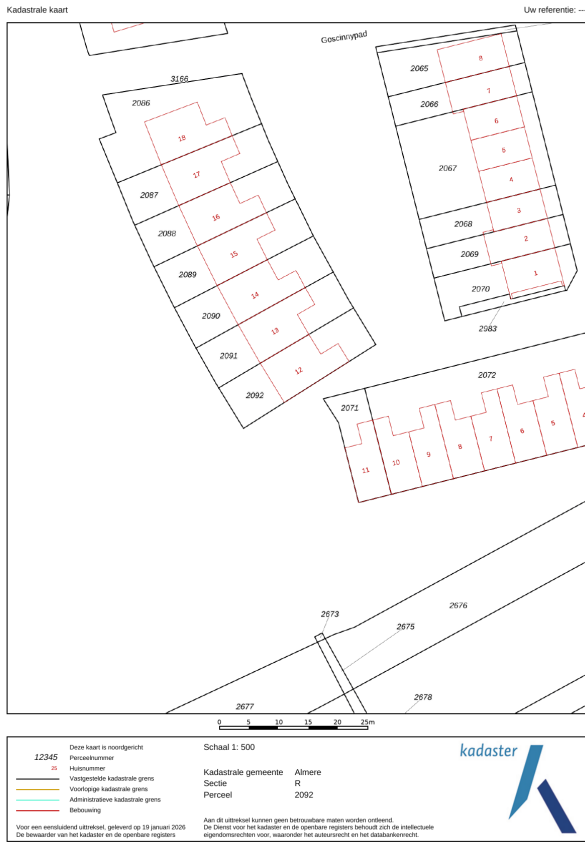 Kadastrale kaart
Uw referentie: --
Goscinnypad
3166
2086
2065
2066
2067
2068
2069
2070
2983
18
17
16
15
14
13
12
2087
2088
2089
2090
2091
2092
8
7
6
5
4
3
2
1
2072
2071
11
10
9
8
7
6
5
4
2673
2675
2676
2677
2678
0 5 10 15 20 25m
12345
25
Deze kaart is noordgericht
Perceelnummer
Huisnummer
Vastgestelde kadastrale grens
Voorlopige kadastrale grens
Administratieve kadastrale grens
Bebouwing
Voor een eensluidend uittreksel, geleverd op 19 januari 2026
De bewaarder van het kadaster en de openbare registers
Schaal 1: 500
Kadastrale gemeente Almere
Sectie R
Perceel 2092
Aan dit uittreksel kunnen geen betrouwbare maten worden ontleend.
De Dienst voor het kadaster en de openbare registers behoudt zich de intellectuele
eigendomsrechten voor, waaronder het auteursrecht en het databankenrecht.
kadaster